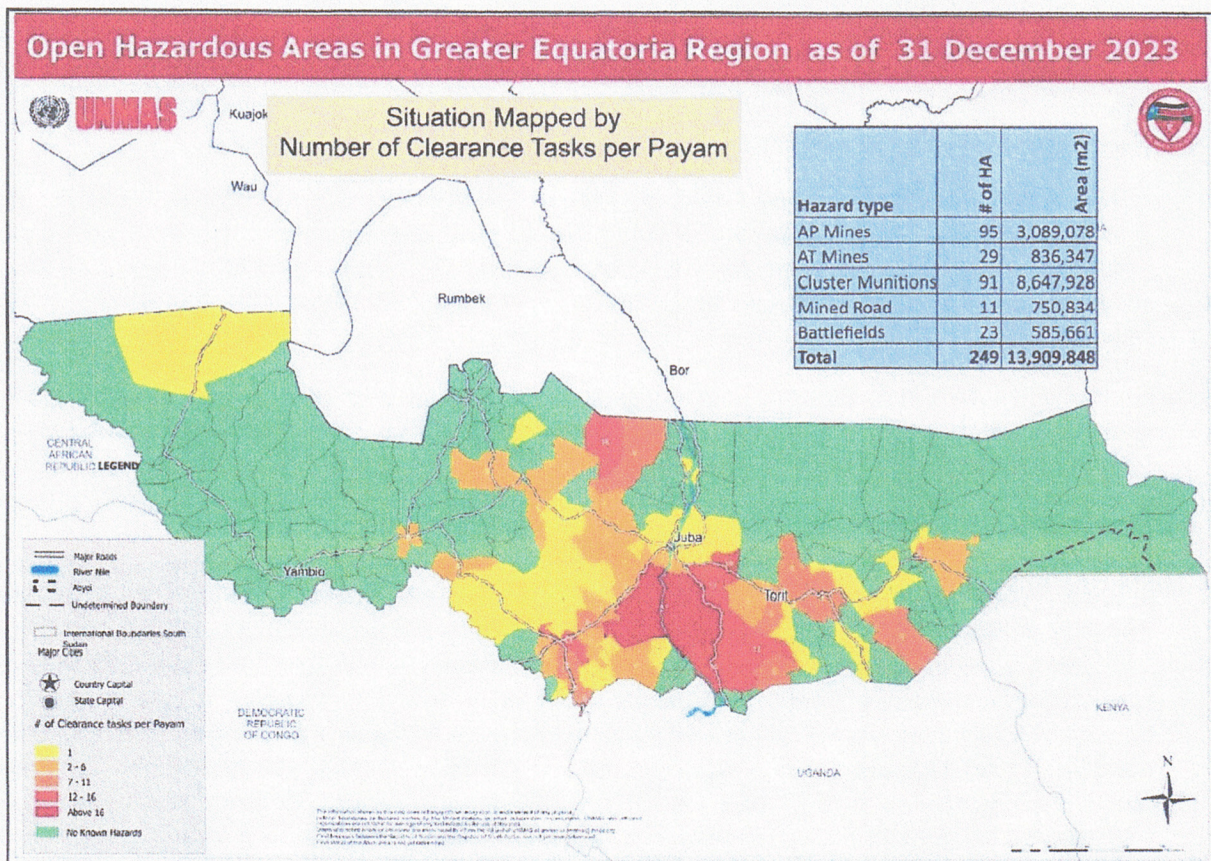 Open Hazardous Areas in Greater Equatoria Region as of 31 December 2023
UNMAS
Situation Mapped by
Number of Clearance Tasks per Payam
Hazard type # of HA Area (m2)
AP Mines 95 3,089,078
AT Mines 29 836,347
Cluster Munitions 91 8,647,928
Mined Road 11 750,834
Battlefields 23 585,661
Total 249 13,909,848
Kuajok
Wau
Rumbek
Bor
CENTRAL
AFRICAN
REPUBLIC
Juba
Yambio
Torit
DEMOCRATIC
REPUBLIC
OF CONGO
UGANDA
KENYA
N
LEGEND
Major Roads
River Nile
Abyei
Undetermined Boundary
International Boundaries South
Sudan
Major Cities
Country Capital
State Capital
# of Clearance tasks per Payam
1
2 - 6
7 - 11
12 - 16
Above 16
No Known Hazards